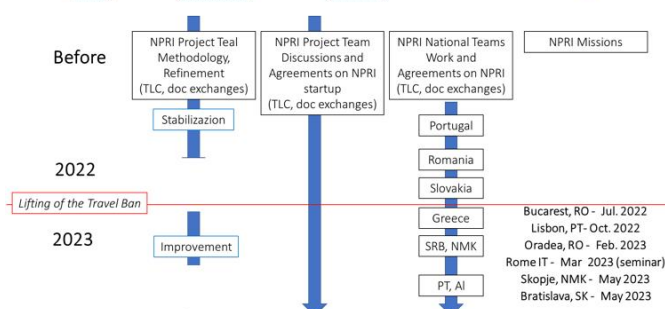 Before
NPRI Project Teal
Methodology,
Refinement
(TLC, doc exchanges)
NPRI Project Team
Discussions and
Agreements on NPRI
startup
(TLC, doc exchanges)
NPRI National Teams
Work and
Agreements on NPRI
(TLC, doc exchanges)
NPRI Missions
Stabilizazion
Portugal
Romania
2022
Slovakia
Lifting of the Travel Ban
Greece
2023
Improvement
SRB, NMK
PT, Al
Bucarest, RO - Jul. 2022
Lisbon, PT- Oct. 2022
Oradea, RO - Feb. 2023
Rome IT - Mar 2023 (seminar)
Skopje, NMK - May 2023
Bratislava, SK - May 2023